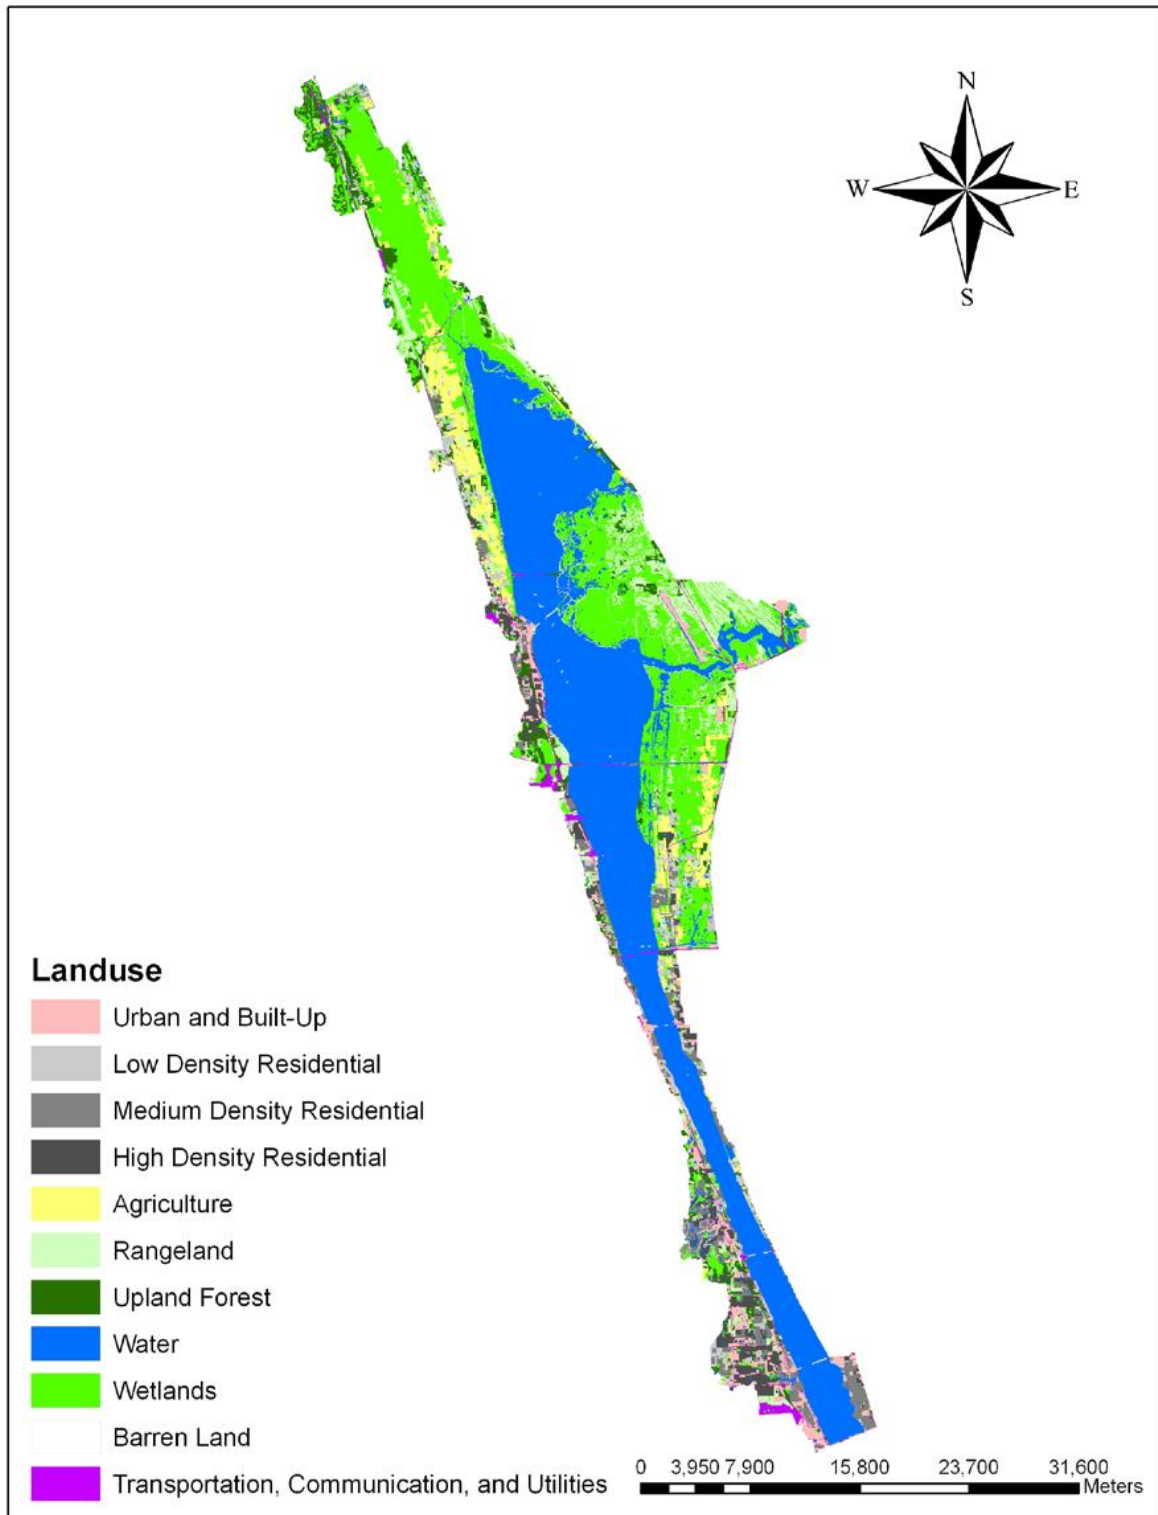 N
W E
S
Landuse
Urban and Built-Up
Low Density Residential
Medium Density Residential
High Density Residential
Agriculture
Rangeland
Upland Forest
Water
Wetlands
Barren Land
Transportation, Communication, and Utilities
0 3,950 7,900 15,800 23,700 31,600
Meters